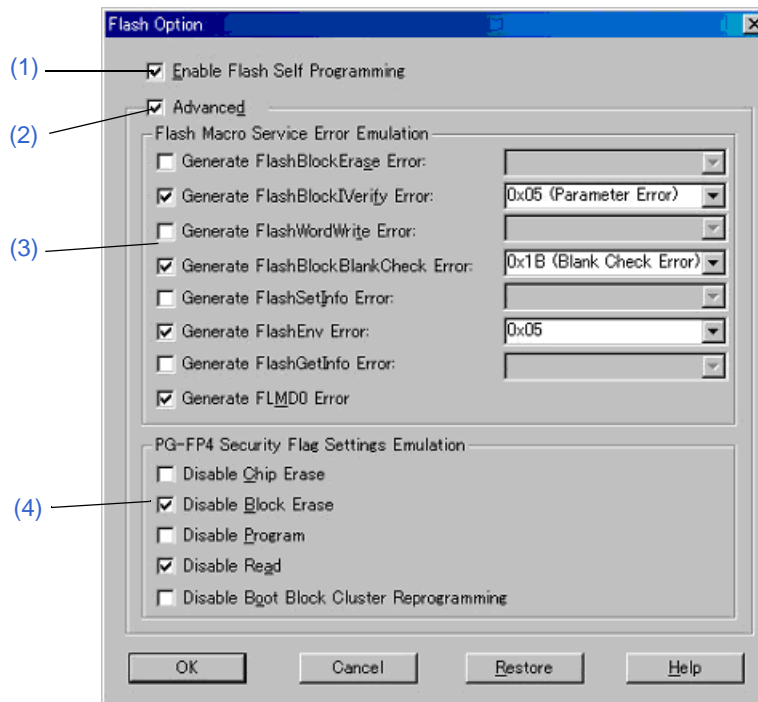 Flash Option
(1)
Enable Flash Self Programming
(2)
Advanced
Flash Macro Service Error Emulation
Generate FlashBlockErase Error:
Generate FlashBlockIVerify Error: 0x05 (Parameter Error)
(3)
Generate FlashWordWrite Error:
Generate FlashBlockBlankCheck Error: 0x1B (Blank Check Error)
Generate FlashSetInfo Error:
Generate FlashEnv Error: 0x05
Generate FlashGetInfo Error:
Generate FLMD0 Error
PG-FP4 Security Flag Settings Emulation
Disable Chip Erase
(4)
Disable Block Erase
Disable Program
Disable Read
Disable Boot Block Cluster Reprogramming
OK Cancel Restore Help